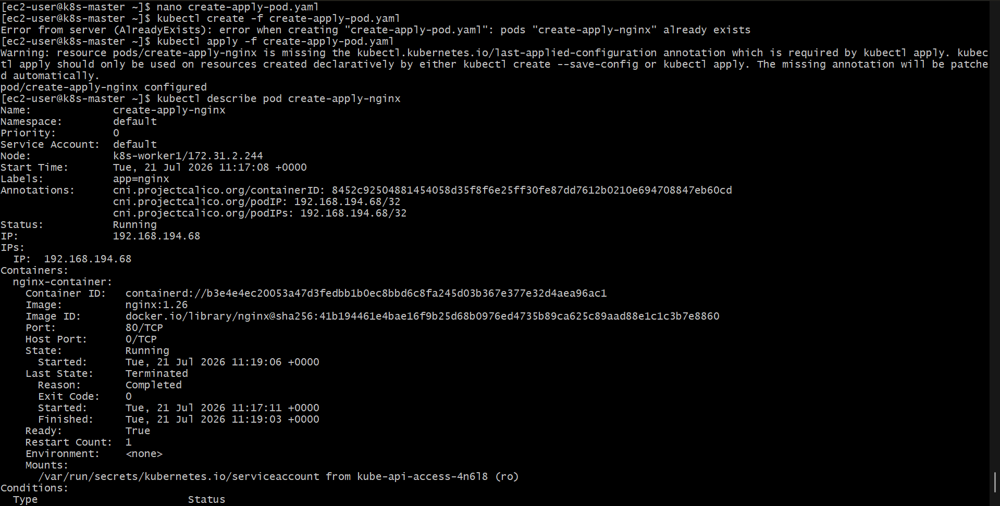 [ec2-user@k8s-master ~]$ nano create-apply-pod.yaml
[ec2-user@k8s-master ~]$ kubectl create -f create-apply-pod.yaml
Error from server (AlreadyExists): error when creating "create-apply-pod.yaml": pods "create-apply-nginx" already exists
[ec2-user@k8s-master ~]$ kubectl apply -f create-apply-pod.yaml
Warning: resource pods/create-apply-nginx is missing the kubectl.kubernetes.io/last-applied-configuration annotation which is required by kubectl apply. kubec
tl apply should only be used on resources created declaratively by either kubectl create --save-config or kubectl apply. The missing annotation will be patche
d automatically.
pod/create-apply-nginx configured
[ec2-user@k8s-master ~]$ kubectl describe pod create-apply-nginx
Name:             create-apply-nginx
Namespace:        default
Priority:         0
Service Account:  default
Node:             k8s-worker1/172.31.2.244
Start Time:       Tue, 21 Jul 2026 11:17:08 +0000
Labels:           app=nginx
Annotations:      cni.projectcalico.org/containerID: 8452c92504881454058d35f8f6e25ff30fe87dd7612b0210e694708847eb60cd
                  cni.projectcalico.org/podIP: 192.168.194.68/32
                  cni.projectcalico.org/podIPs: 192.168.194.68/32
Status:           Running
IP:               192.168.194.68
IPs:
  IP:  192.168.194.68
Containers:
  nginx-container:
    Container ID:   containerd://b3e4e4ec20053a47d3fedbb1b0ec8bbd6c8fa245d03b367e377e32d4aea96ac1
    Image:          nginx:1.26
    Image ID:       docker.io/library/nginx@sha256:41b194461e4bae16f9b25d68b0976ed4735b89ca625c89aad88e1c1c3b7e8860
    Port:           80/TCP
    Host Port:      0/TCP
    State:          Running
      Started:      Tue, 21 Jul 2026 11:19:06 +0000
    Last State:     Terminated
      Reason:       Completed
      Exit Code:    0
      Started:      Tue, 21 Jul 2026 11:17:11 +0000
      Finished:     Tue, 21 Jul 2026 11:19:03 +0000
    Ready:          True
    Restart Count:  1
    Environment:    <none>
    Mounts:
      /var/run/secrets/kubernetes.io/serviceaccount from kube-api-access-4n6l8 (ro)
Conditions:
  Type                        Status